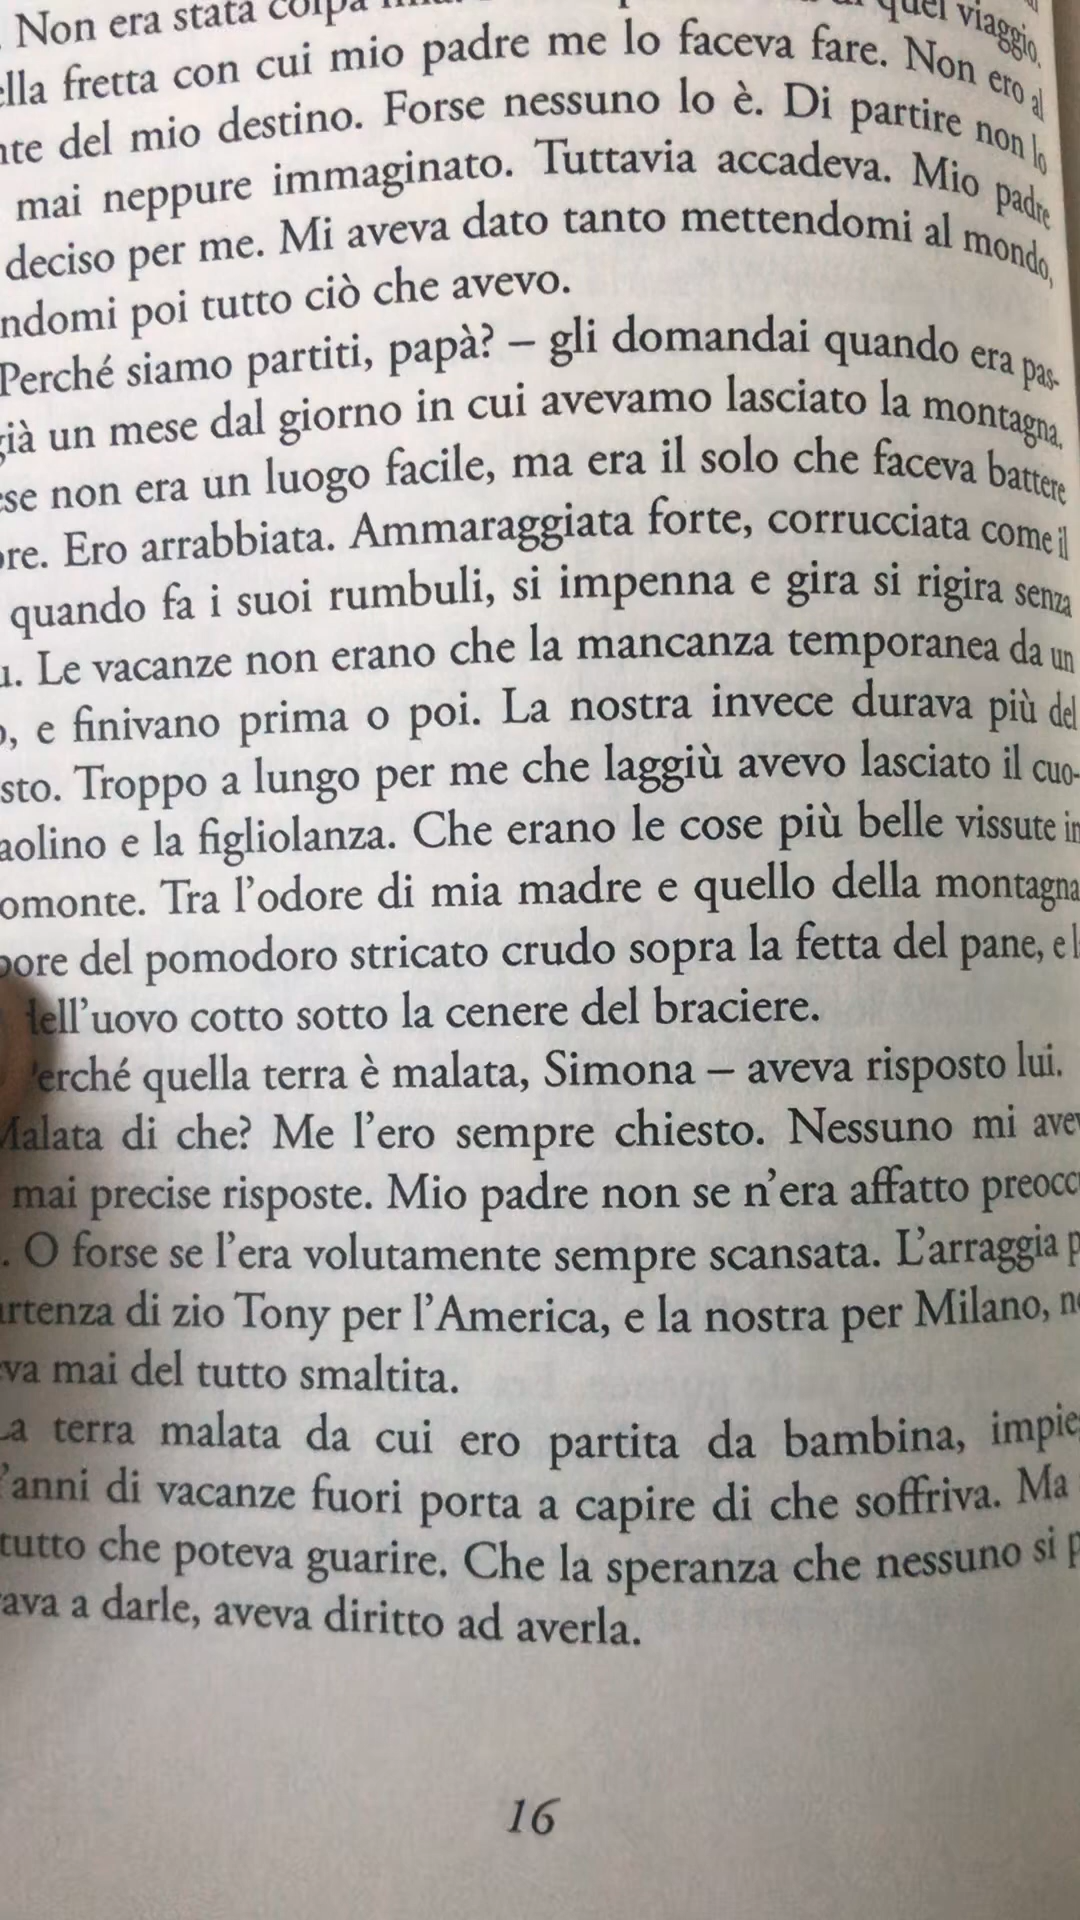 . Non era stata colpa
quel viaggio.
fretta con cui mio padre me lo faceva fare. Non ero al
del mio destino. Forse nessuno lo è. Di partire non lo
mai neppure immaginato. Tuttavia accadeva. Mio padre
deciso per me. Mi aveva dato tanto mettendomi al mondo,
ndomi poi tutto ciò che avevo.
Perché siamo partiti, papà? – gli domandai quando era pas-
già un mese dal giorno in cui avevamo lasciato la montagna.
se non era un luogo facile, ma era il solo che faceva battere
re. Ero arrabbiata. Ammaraggiata forte, corrucciata come il
quando fa i suoi rumbuli, si impenna e gira si rigira senza
. Le vacanze non erano che la mancanza temporanea da un
, e finivano prima o poi. La nostra invece durava più del
sto. Troppo a lungo per me che laggiù avevo lasciato il cuo-
aolino e la figliolanza. Che erano le cose più belle vissute in
omonte. Tra l'odore di mia madre e quello della montagna
pore del pomodoro stricato crudo sopra la fetta del pane, e l
dell'uovo cotto sotto la cenere del braciere.
erché quella terra è malata, Simona – aveva risposto lui.
Malata di che? Me l'ero sempre chiesto. Nessuno mi ave
mai precise risposte. Mio padre non se n'era affatto preoccu
. O forse se l'era volutamente sempre scansata. L'arraggia p
rtenza di zio Tony per l'America, e la nostra per Milano, n
va mai del tutto smaltita.
La terra malata da cui ero partita da bambina, impie
'anni di vacanze fuori porta a capire di che soffriva. Ma
tutto che poteva guarire. Che la speranza che nessuno si p
ava a darle, aveva diritto ad averla.
16